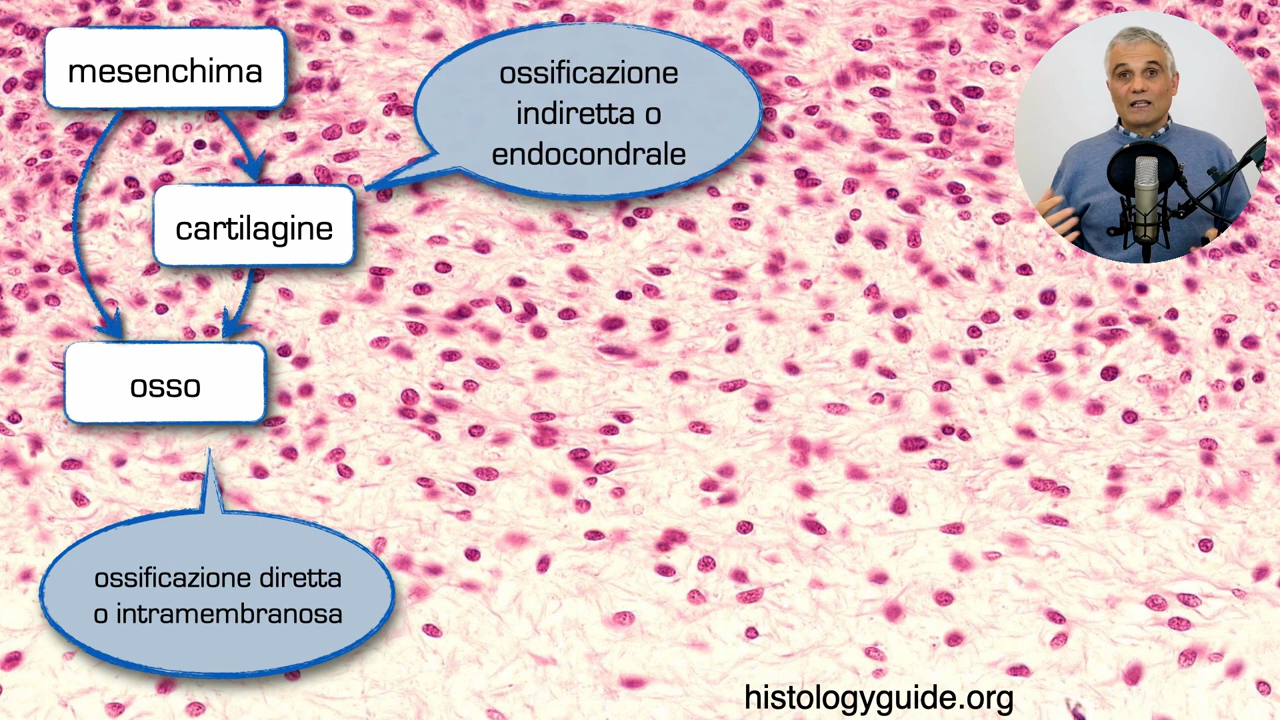 mesenchima
ossificazione
indiretta o
endocondrale
cartilagine
osso
ossificazione diretta
o intramembranosa
histologyguide.org